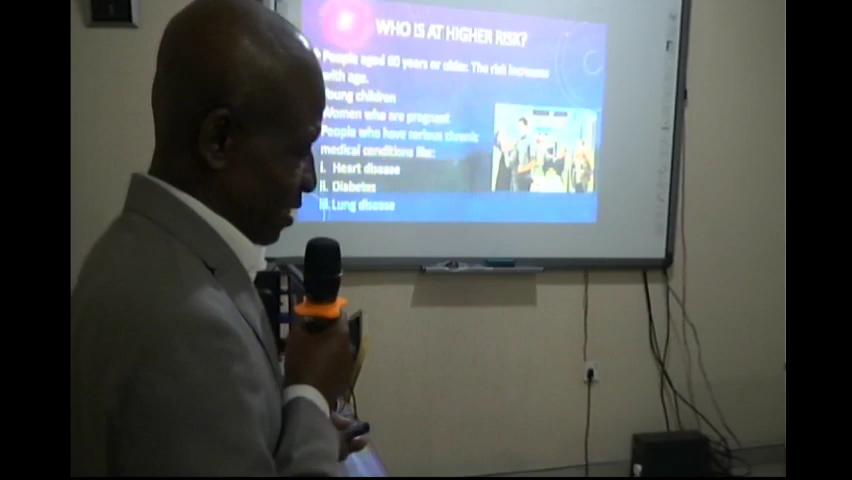 WHO IS AT HIGHER RISK?
People aged 60 years or older. The risk increases
with age.
Young children
Women who are pregnant
People who have serious chronic
medical conditions like:
i. Heart disease
ii. Diabetes
iii. Lung disease